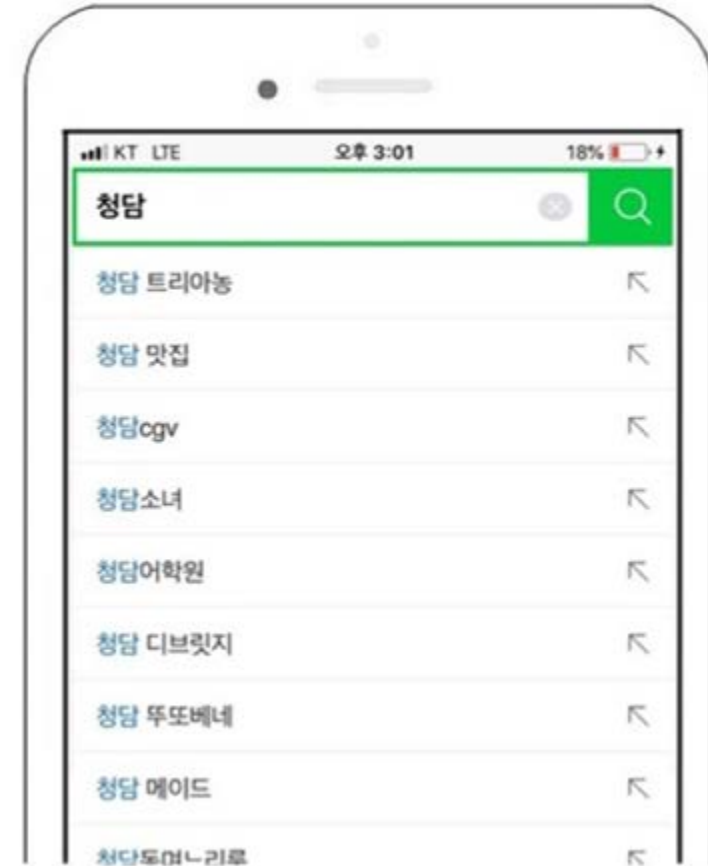 KT LTE 오후 3:01 18%
청담
청담 트리아농
청담 맛집
청담cgv
청담소녀
청담어학원
청담 디브릿지
청담 뚜또베네
청담 메이드